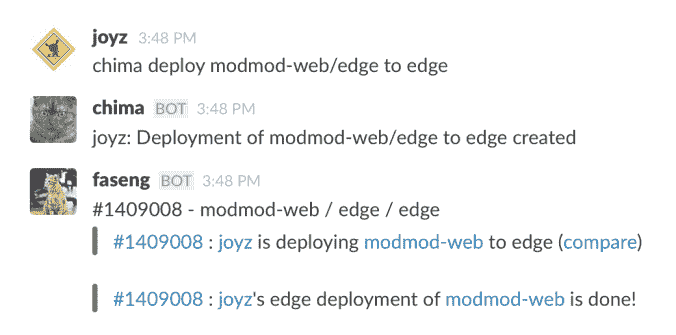 joyz 3:48 PM
chima deploy modmod-web/edge to edge
chima BOT 3:48 PM
joyz: Deployment of modmod-web/edge to edge created
faseng BOT 3:48 PM
#1409008 - modmod-web / edge / edge
#1409008 : joyz is deploying modmod-web to edge (compare)
#1409008 : joyz's edge deployment of modmod-web is done!